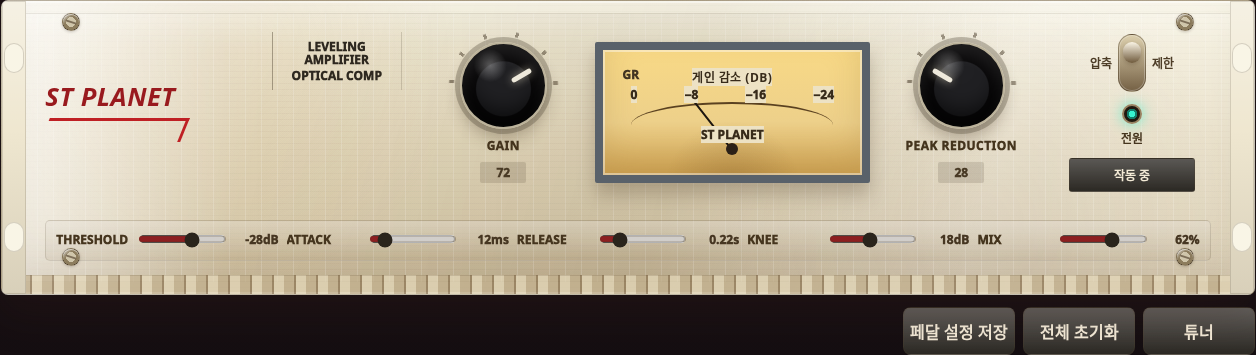 LEVELING
AMPLIFIER
OPTICAL COMP
ST PLANET
GAIN
72
GR
게인 감소 (DB)
0 −8 −16 −24
ST PLANET
PEAK REDUCTION
28
압축 제한
전원
작동 중
THRESHOLD -28dB ATTACK 12ms RELEASE 0.22s KNEE 18dB MIX 62%
페달 설정 저장 전체 초기화 튜너